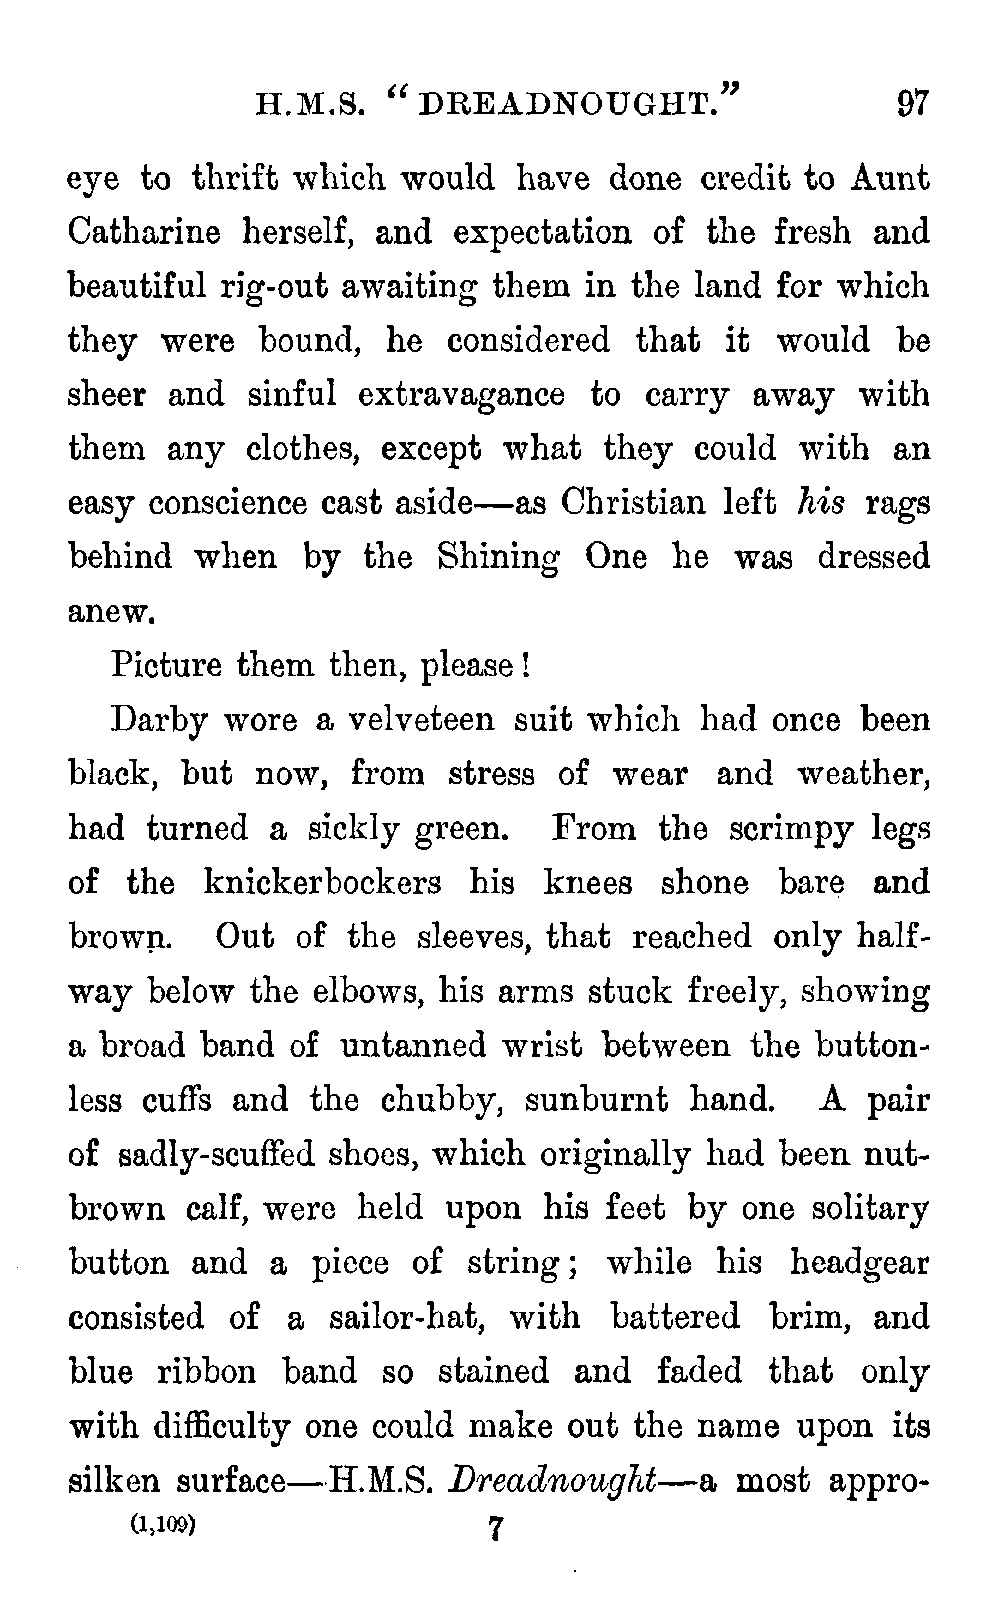 H.M.S. “DREADNOUGHT.” 97
eye to thrift which would have done credit to Aunt
Catharine herself, and expectation of the fresh and
beautiful rig-out awaiting them in the land for which
they were bound, he considered that it would be
sheer and sinful extravagance to carry away with
them any clothes, except what they could with an
easy conscience cast aside—as Christian left his rags
behind when by the Shining One he was dressed
anew.
Picture them then, please!
Darby wore a velveteen suit which had once been
black, but now, from stress of wear and weather,
had turned a sickly green. From the scrimpy legs
of the knickerbockers his knees shone bare and
brown. Out of the sleeves, that reached only half-
way below the elbows, his arms stuck freely, showing
a broad band of untanned wrist between the button-
less cuffs and the chubby, sunburnt hand. A pair
of sadly-scuffed shoes, which originally had been nut-
brown calf, were held upon his feet by one solitary
button and a piece of string; while his headgear
consisted of a sailor-hat, with battered brim, and
blue ribbon band so stained and faded that only
with difficulty one could make out the name upon its
silken surface—H.M.S. Dreadnought—a most appro-
(1,109) 7